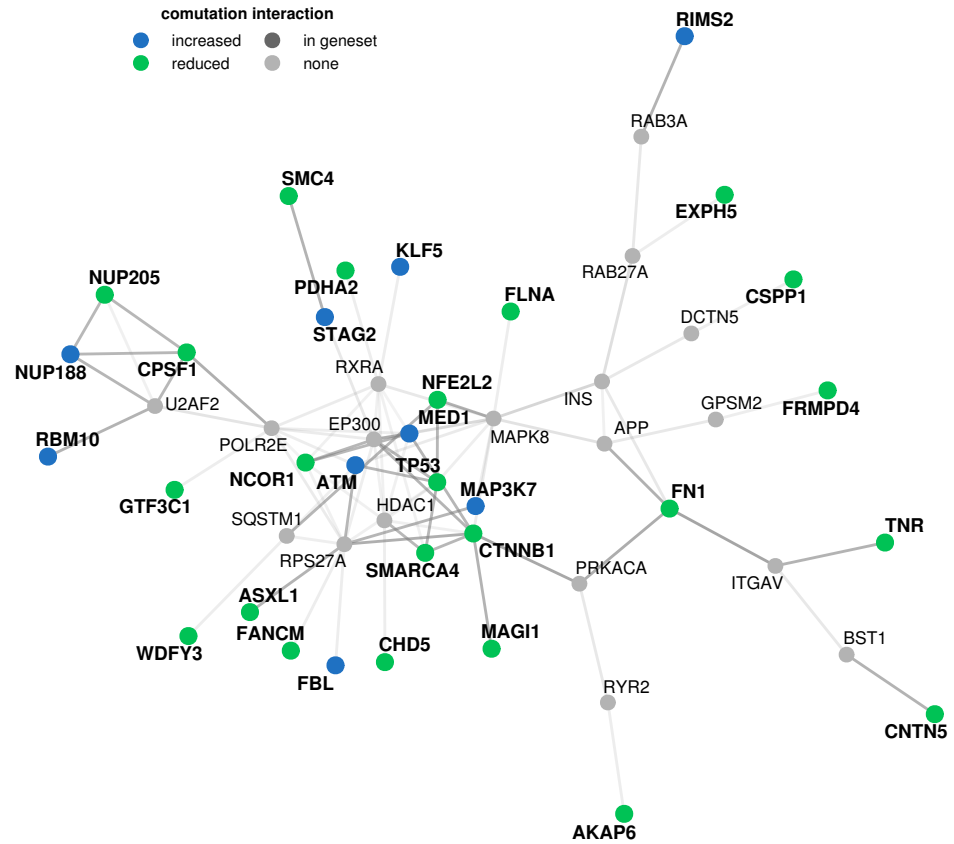 comutation interaction
increased
in geneset
reduced
none
RIMS2
RAB3A
SMC4
EXPH5
KLF5
RAB27A
NUP205
PDHA2
FLNA
CSPP1
DCTN5
STAG2
NUP188
CPSF1
RXRA
NFE2L2
INS
GPSM2
FRMPD4
U2AF2
MED1
EP300
APP
RBM10
POLR2E
MAPK8
NCOR1
ATM
TP53
GTF3C1
MAP3K7
FN1
HDAC1
SQSTM1
TNR
RPS27A
CTNNB1
SMARCA4
PRKACA
ITGAV
ASXL1
FANCM
MAGI1
BST1
WDFY3
CHD5
FBL
RYR2
CNTN5
AKAP6